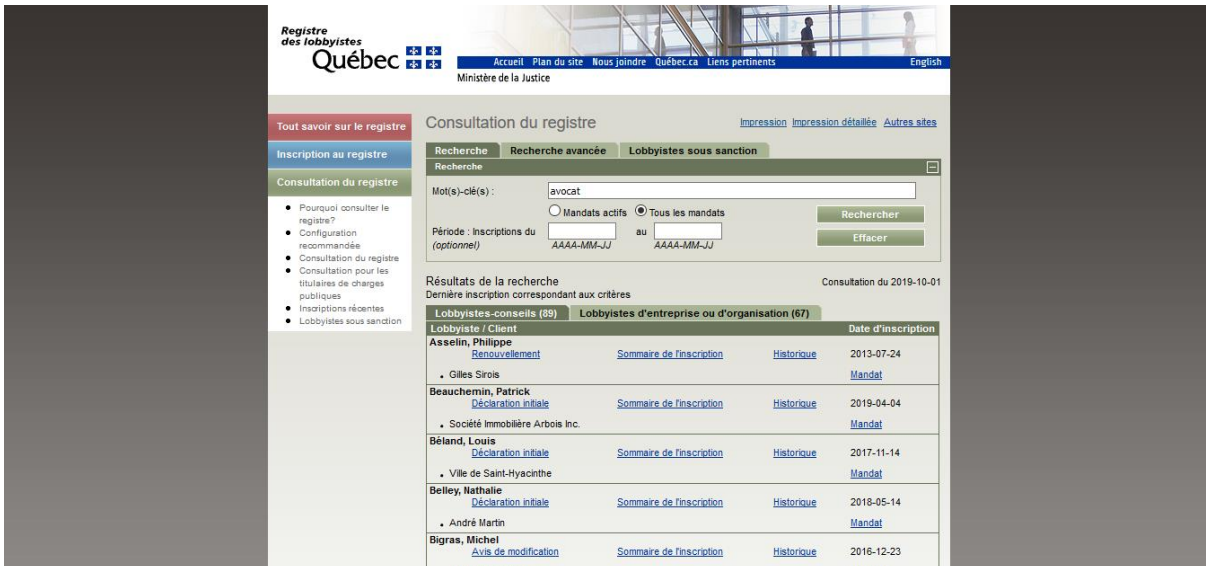 Registre
des lobbyistes
Québec
Accueil Plan du site Nous joindre Québec.ca Liens pertinents English
Ministère de la Justice
Tout savoir sur le registre
Inscription au registre
Consultation du registre
Pourquoi consulter le
registre?
Configuration
recommandée
Consultation du registre
Consultation pour les
titulaires de charges
publiques
Inscriptions récentes
Lobbyistes sous sanction
Consultation du registre
Impression Impression détaillée Autres sites
Recherche Recherche avancée Lobbyistes sous sanction
Recherche
Mot(s)-clé(s) : avocat
Mandats actifs Tous les mandats
Rechercher
Période : Inscriptions du au
(optionnel) AAAA-MM-JJ AAAA-MM-JJ
Effacer
Résultats de la recherche Consultation du 2019-10-01
Dernière inscription correspondant aux critères
Lobbyistes-conseils (89) Lobbyistes d'entreprise ou d'organisation (67)
Lobbyiste / Client Date d'inscription
Asselin, Philippe
Renouvellement Sommaire de l'inscription Historique 2013-07-24
Gilles Sirois Mandat
Beauchemin, Patrick
Déclaration initiale Sommaire de l'inscription Historique 2019-04-04
Société Immobilière Arbois Inc. Mandat
Béland, Louis
Déclaration initiale Sommaire de l'inscription Historique 2017-11-14
Ville de Saint-Hyacinthe Mandat
Belley, Nathalie
Déclaration initiale Sommaire de l'inscription Historique 2018-05-14
André Martin Mandat
Bigras, Michel
Avis de modification Sommaire de l'inscription Historique 2016-12-23